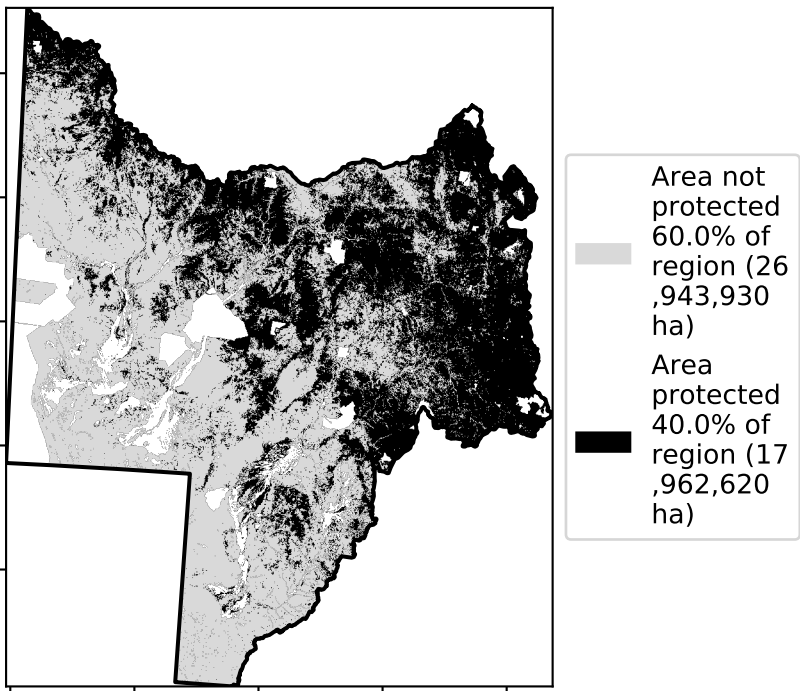 Area not
protected
60.0% of
region (26
,943,930
ha)
Area
protected
40.0% of
region (17
,962,620
ha)